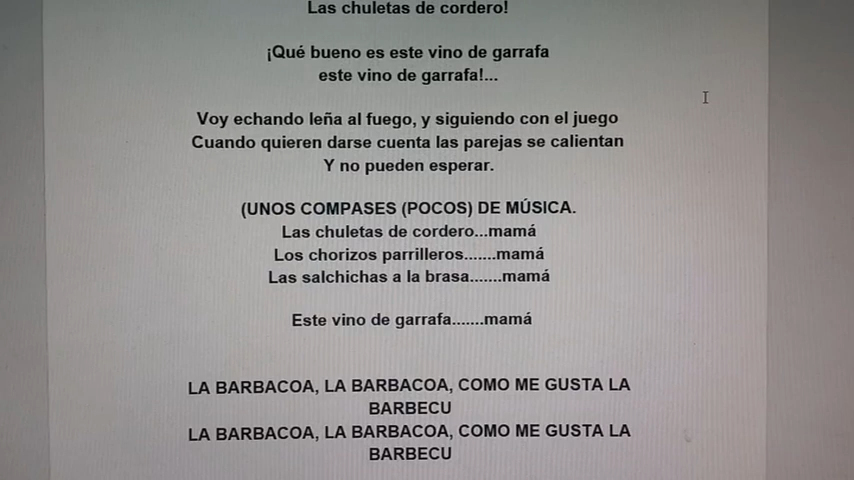 Las chuletas de cordero!
¡Qué bueno es este vino de garrafa
este vino de garrafa!...
Voy echando leña al fuego, y siguiendo con el juego
Cuando quieren darse cuenta las parejas se calientan
Y no pueden esperar.
(UNOS COMPASES (POCOS) DE MÚSICA.
Las chuletas de cordero...mamá
Los chorizos parrilleros.......mamá
Las salchichas a la brasa.......mamá
Este vino de garrafa.......mamá
LA BARBACOA, LA BARBACOA, COMO ME GUSTA LA
BARBECU
LA BARBACOA, LA BARBACOA, COMO ME GUSTA LA
BARBECU